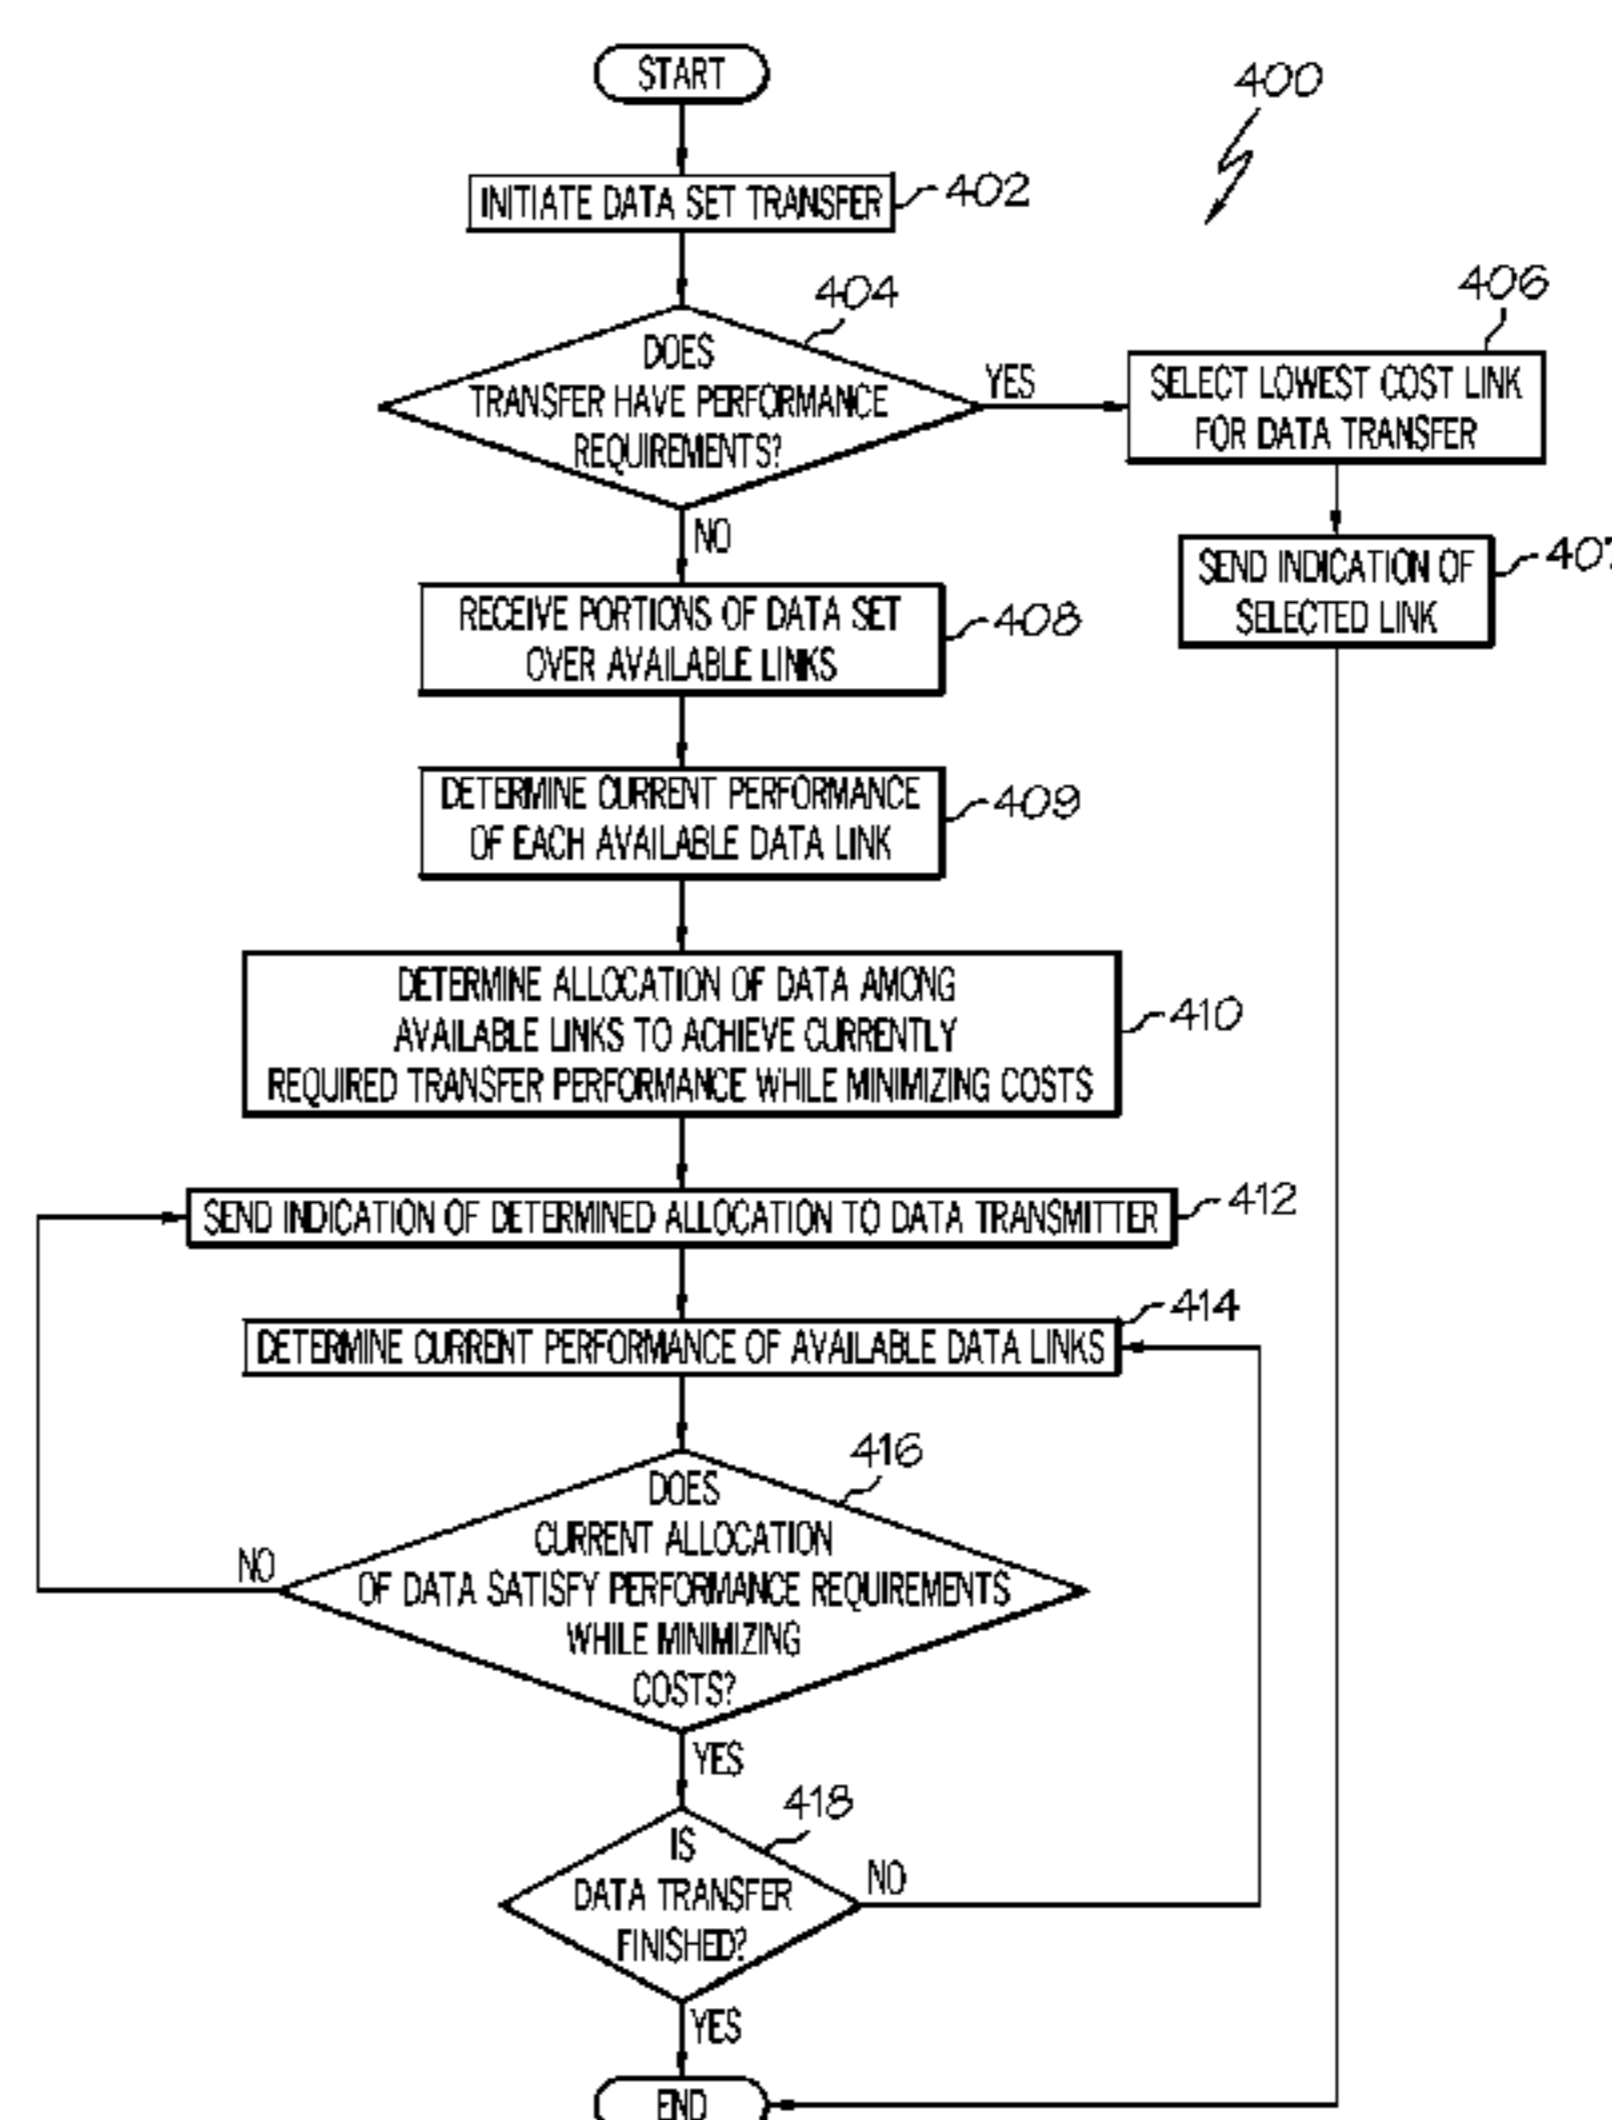 START
400
INITIATE DATA SET TRANSFER
402
404
DOES
TRANSFER HAVE PERFORMANCE
REQUIREMENTS?
YES
NO
406
SELECT LOWEST COST LINK
FOR DATA TRANSFER
SEND INDICATION OF
SELECTED LINK
407
RECEIVE PORTIONS OF DATA SET
OVER AVAILABLE LINKS
408
DETERMINE CURRENT PERFORMANCE
OF EACH AVAILABLE DATA LINK
409
DETERMINE ALLOCATION OF DATA AMONG
AVAILABLE LINKS TO ACHIEVE CURRENTLY
REQUIRED TRANSFER PERFORMANCE WHILE MINIMIZING COSTS
410
SEND INDICATION OF DETERMINED ALLOCATION TO DATA TRANSMITTER
412
DETERMINE CURRENT PERFORMANCE OF AVAILABLE DATA LINKS
414
416
DOES
CURRENT ALLOCATION
OF DATA SATISFY PERFORMANCE REQUIREMENTS
WHILE MINIMIZING
COSTS?
NO
YES
418
IS
DATA TRANSFER
FINISHED?
NO
YES
END